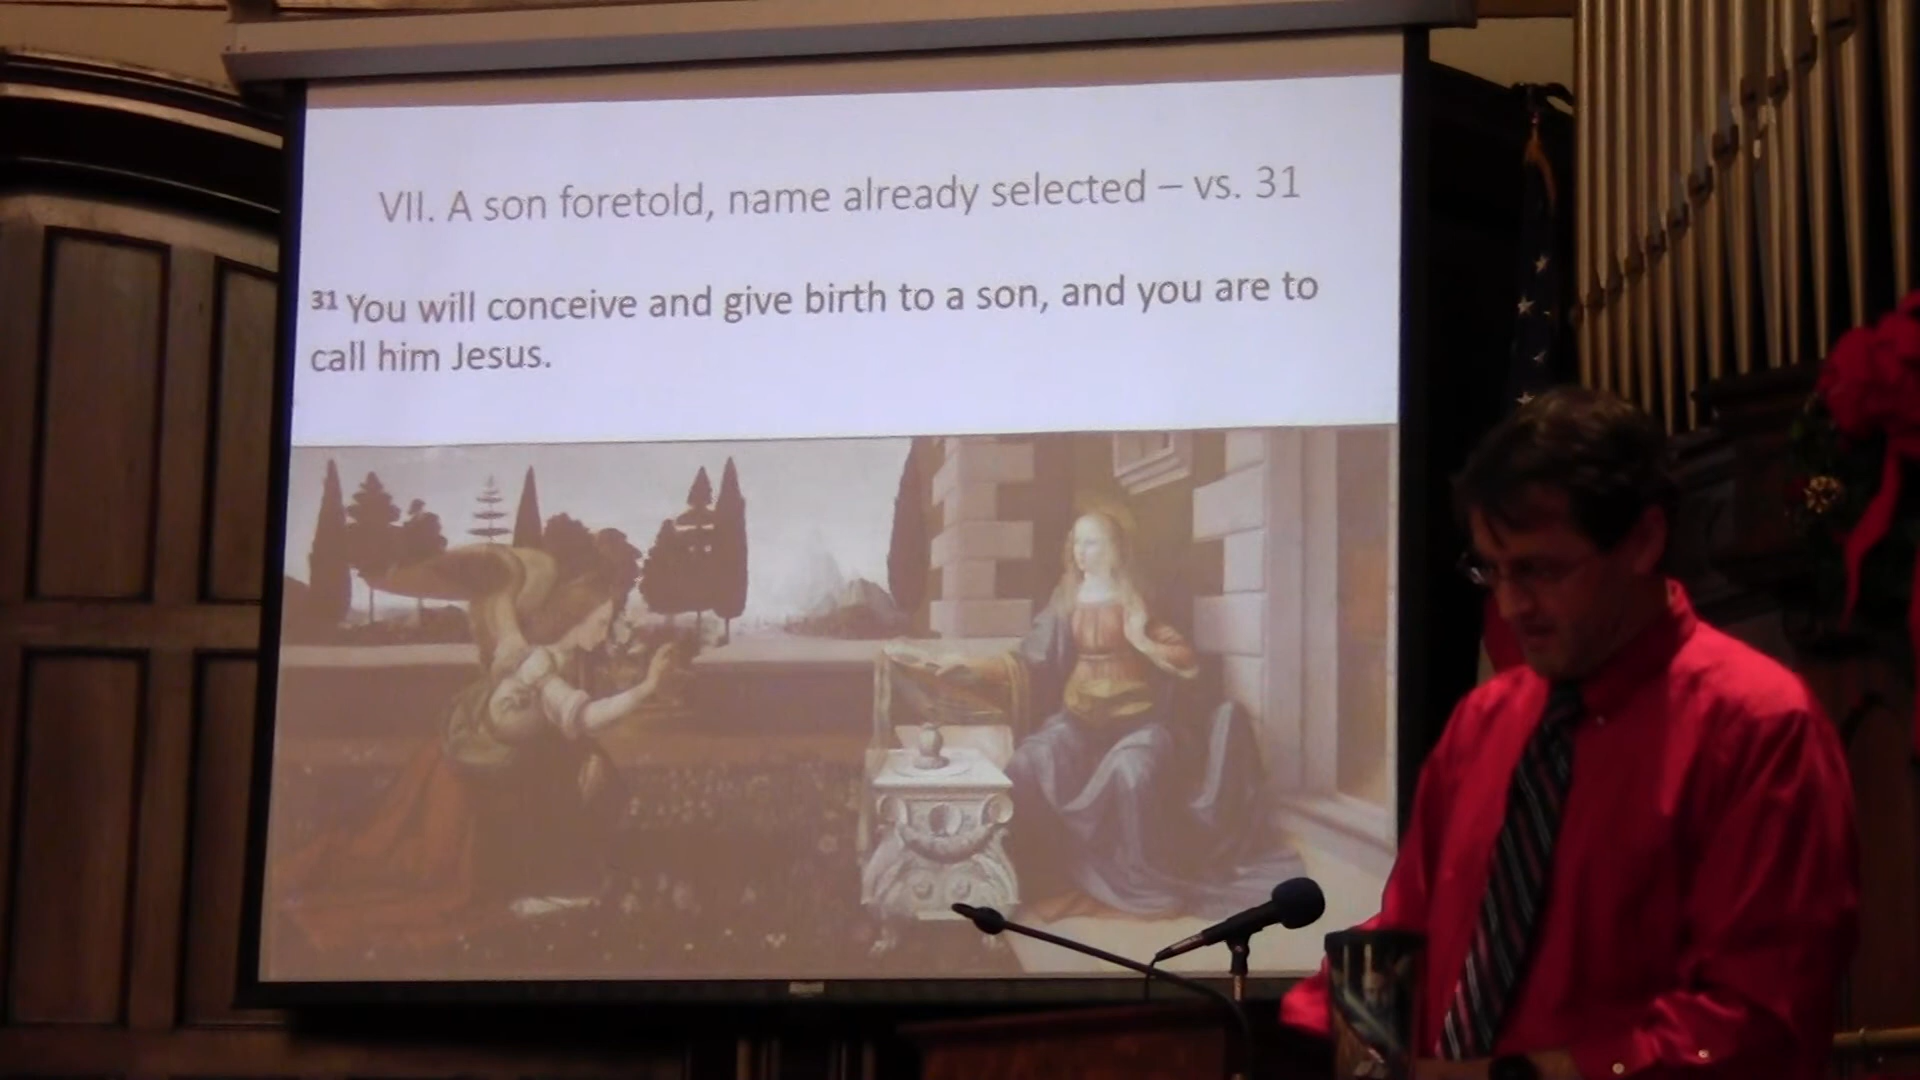 VII. A son foretold, name already selected – vs. 31
31 You will conceive and give birth to a son, and you are to
call him Jesus.